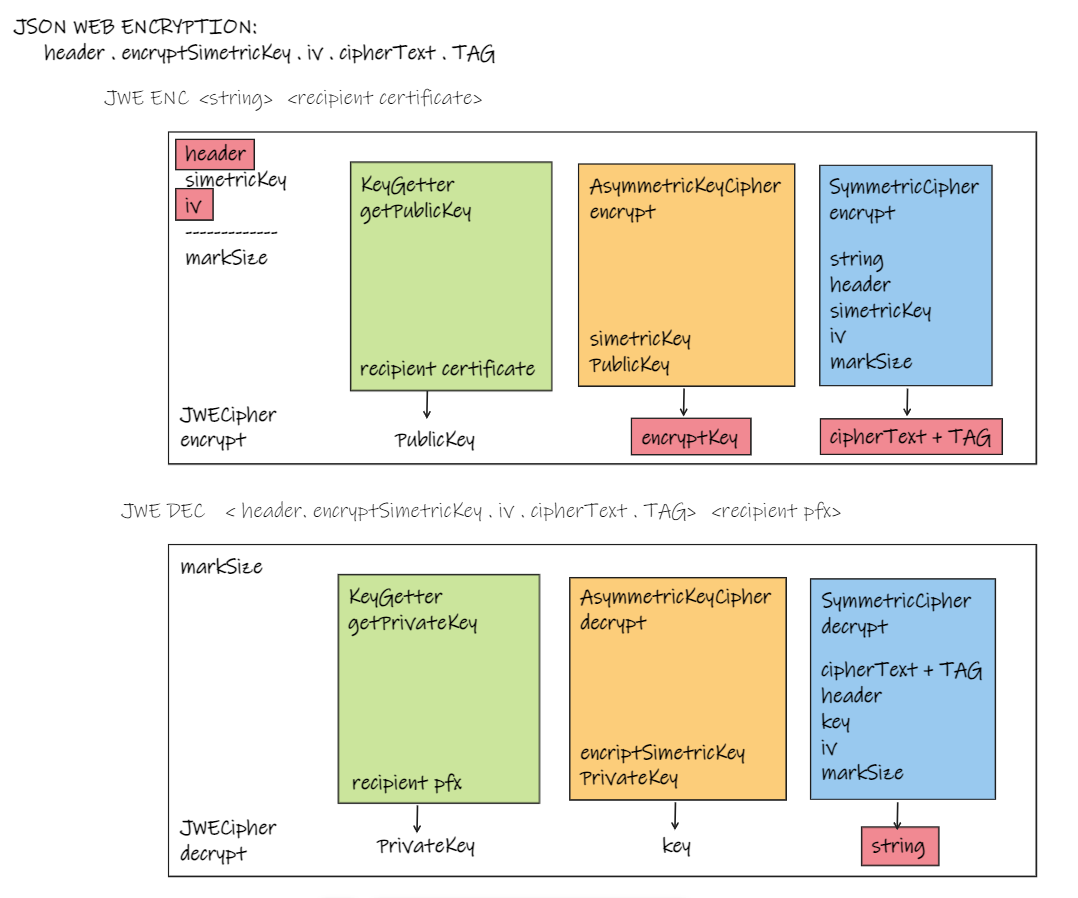 JSON WEB ENCRYPTION:
header . encryptSimetricKey . iv . cipherText . TAG
JWE ENC <string> <recipient certificate>
header
simetricKey
iv
-------------
markSize
JWECipher
encrypt
KeyGetter
getPublicKey
recipient certificate
PublicKey
AsymmetricKeyCipher
encrypt
simetricKey
PublicKey
encryptKey
SymmetricCipher
encrypt
string
header
simetricKey
iv
markSize
cipherText + TAG
JWE DEC < header. encryptSimetricKey . iv . cipherText . TAG> <recipient pfx>
markSize
JWECipher
decrypt
KeyGetter
getPrivateKey
recipient pfx
PrivateKey
AsymmetricKeyCipher
decrypt
encriptSimetricKey
PrivateKey
key
SymmetricCipher
decrypt
cipherText + TAG
header
key
iv
markSize
string